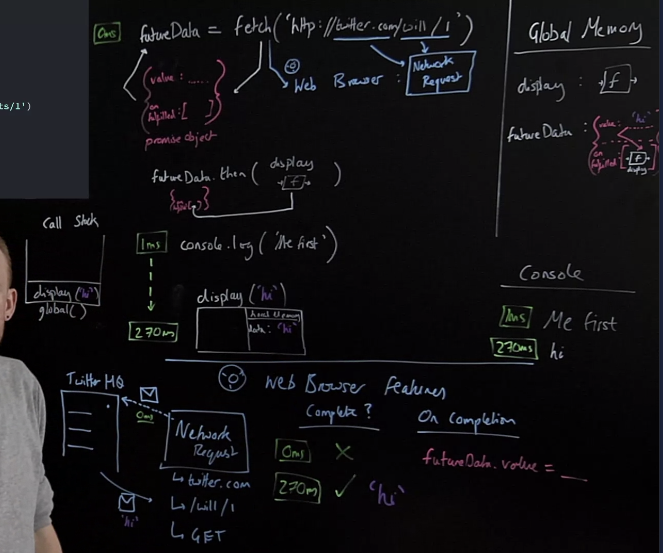 ts/1')
0ms futureData = fetch('http://twitter.com/will/1')
{value: ......
on
fulfilled: [ ]}
promise object
Web Browser:
Network
Request
futureData.then( display
f )
1ms console.log('Me first')
display('hi')
local Memory
data: 'hi'
270ms
Call Stack
display('hi')
global()
Global Memory
display: f
futureData: {value: 'hi'
on
fulfilled: [ f ]}
display
Console
1ms Me first
270ms hi
Web Browser Features
Twitter HQ
0ms
'hi'
Network
Request
↳ twitter.com
↳ /will/1
↳ GET
Complete?
0ms ✗
270m ✓ 'hi'
On Completion
futureData.value = __